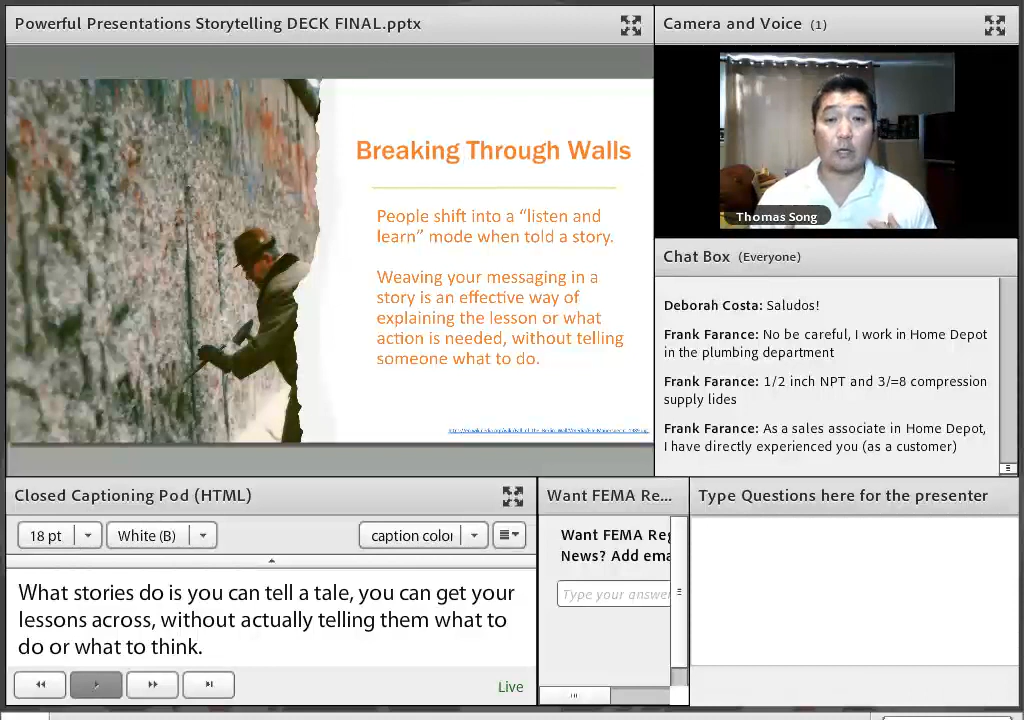 Powerful Presentations Storytelling DECK FINAL.pptx
Breaking Through Walls
People shift into a “listen and
learn” mode when told a story.
Weaving your messaging in a
story is an effective way of
explaining the lesson or what
action is needed, without telling
someone what to do.
Camera and Voice (1)
Thomas Song
Chat Box (Everyone)
Deborah Costa: Saludos!
Frank Farance: No be careful, I work in Home Depot
in the plumbing department
Frank Farance: 1/2 inch NPT and 3/=8 compression
supply lides
Frank Farance: As a sales associate in Home Depot,
I have directly experienced you (as a customer)
Closed Captioning Pod (HTML)
18 pt
White (B)
caption color
What stories do is you can tell a tale, you can get your
lessons across, without actually telling them what to
do or what to think.
Live
Want FEMA Re...
Want FEMA Reg
News? Add ema
Type your answer
Type Questions here for the presenter